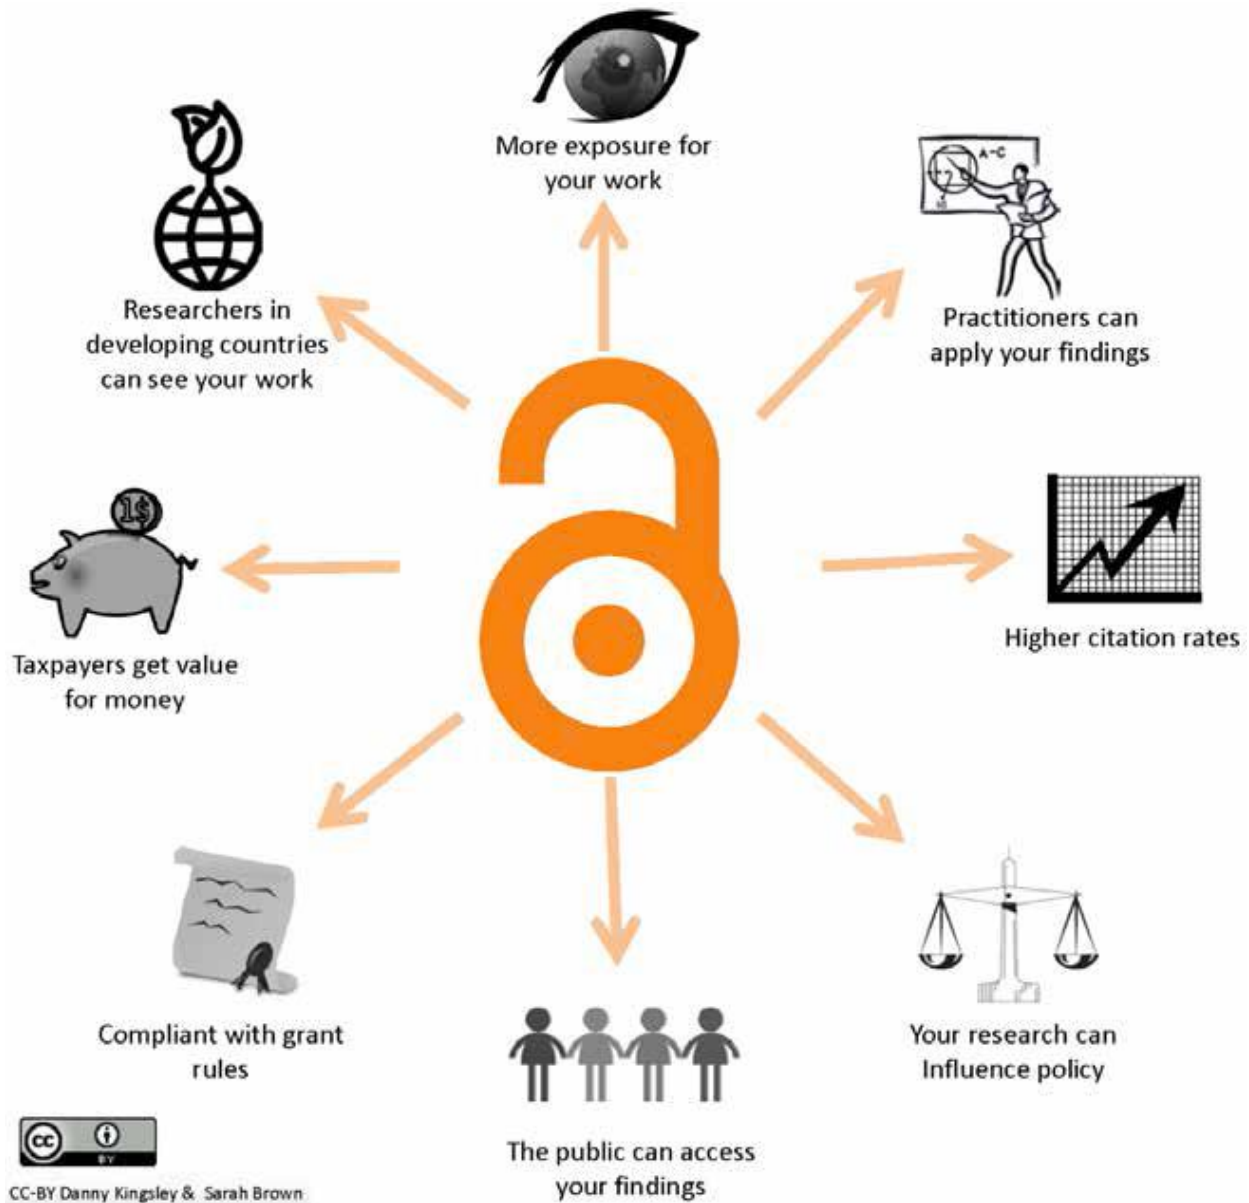 More exposure for
your work
A-C
Practitioners can
apply your findings
Researchers in
developing countries
can see your work
1$
Higher citation rates
Taxpayers get value
for money
Compliant with grant
rules
Your research can
Influence policy
The public can access
your findings
cc
BY
CC-BY Danny Kingsley & Sarah Brown